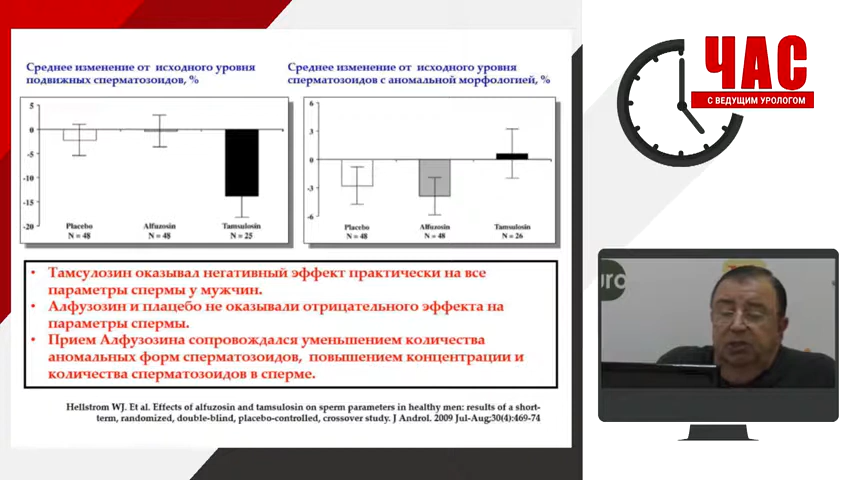 Среднее изменение от исходного уровня
подвижных сперматозоидов, %
5
0
-5
-10
-15
-20
Placebo
N = 48
Alfuzosin
N = 48
Tamsulosin
N = 25
Среднее изменение от исходного уровня
сперматозоидов с аномальной морфологией, %
6
3
0
-3
-6
Placebo
N = 48
Alfuzosin
N = 48
Tamsulosin
N = 26
• Тамсулозин оказывал негативный эффект практически на все
параметры спермы у мужчин.
• Алфузозин и плацебо не оказывали отрицательного эффекта на
параметры спермы.
• Прием Алфузозина сопровождался уменьшением количества
аномальных форм сперматозоидов, повышением концентрации и
количества сперматозоидов в сперме.
Hellstrom WJ. Et al. Effects of alfuzosin and tamsulosin on sperm parameters in healthy men: results of a short-
term, randomized, double-blind, placebo-controlled, crossover study. J Androl. 2009 Jul-Aug;30(4):469-74
ЧАС
С ВЕДУЩИМ УРОЛОГОМ
uro